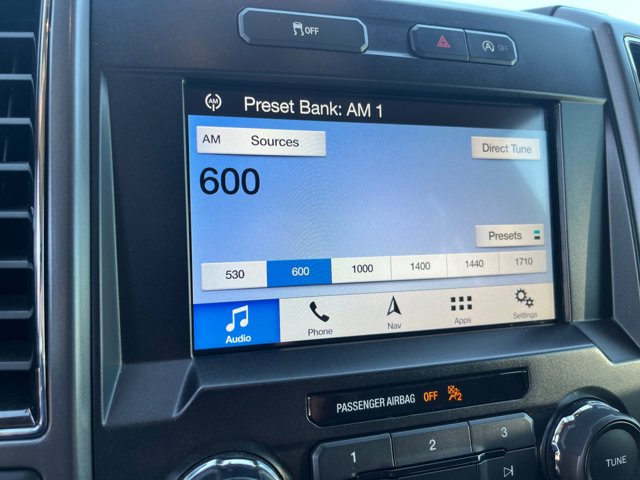 OFF
A OFF
AM
Preset Bank: AM 1
AM Sources
Direct Tune
600
Presets
530 600 1000 1400 1440 1710
Audio Phone Nav Apps Settings
PASSENGER AIRBAG OFF 2
1 2 3
TUNE